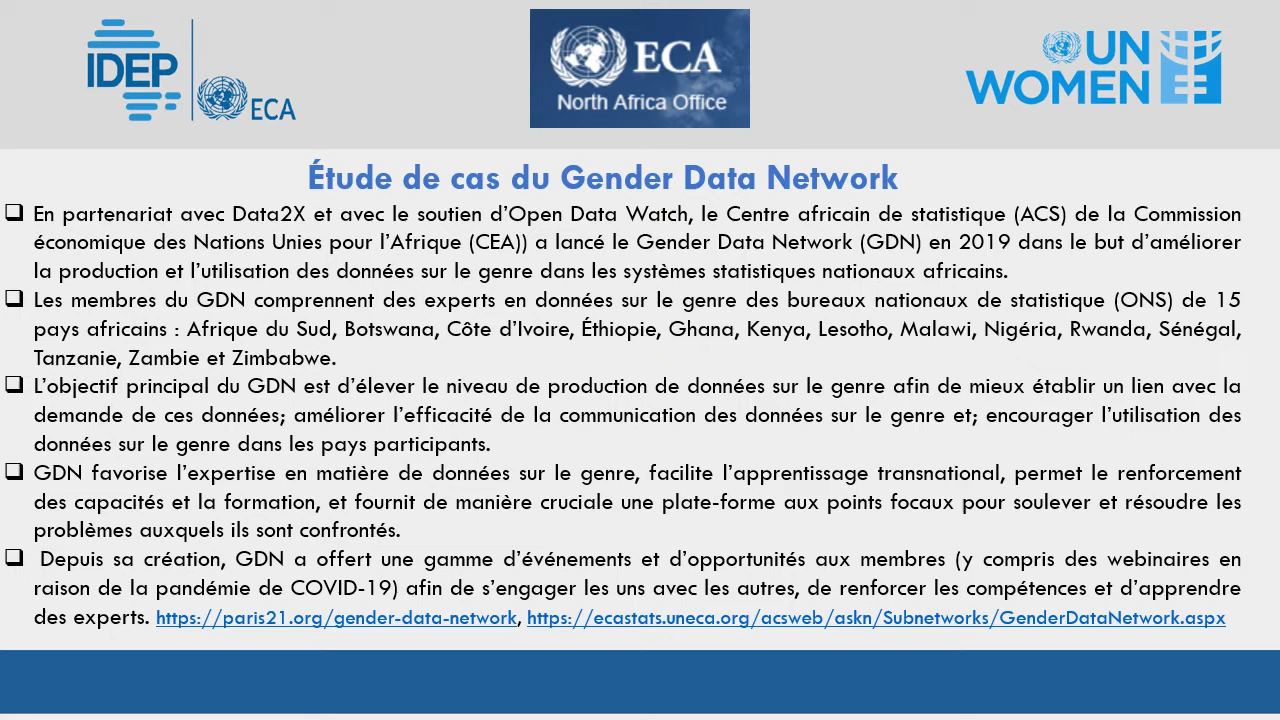 IDEP
ECA
ECA
North Africa Office
UN
WOMEN
Étude de cas du Gender Data Network
En partenariat avec Data2X et avec le soutien d’Open Data Watch, le Centre africain de statistique (ACS) de la Commission
économique des Nations Unies pour l’Afrique (CEA)) a lancé le Gender Data Network (GDN) en 2019 dans le but d’améliorer
la production et l’utilisation des données sur le genre dans les systèmes statistiques nationaux africains.
Les membres du GDN comprennent des experts en données sur le genre des bureaux nationaux de statistique (ONS) de 15
pays africains : Afrique du Sud, Botswana, Côte d’Ivoire, Éthiopie, Ghana, Kenya, Lesotho, Malawi, Nigéria, Rwanda, Sénégal,
Tanzanie, Zambie et Zimbabwe.
L’objectif principal du GDN est d’élever le niveau de production de données sur le genre afin de mieux établir un lien avec la
demande de ces données; améliorer l’efficacité de la communication des données sur le genre et; encourager l’utilisation des
données sur le genre dans les pays participants.
GDN favorise l’expertise en matière de données sur le genre, facilite l’apprentissage transnational, permet le renforcement
des capacités et la formation, et fournit de manière cruciale une plate-forme aux points focaux pour soulever et résoudre les
problèmes auxquels ils sont confrontés.
Depuis sa création, GDN a offert une gamme d’événements et d’opportunités aux membres (y compris des webinaires en
raison de la pandémie de COVID-19) afin de s’engager les uns avec les autres, de renforcer les compétences et d’apprendre
des experts. https://paris21.org/gender-data-network, https://ecastats.uneca.org/acsweb/askn/Subnetworks/GenderDataNetwork.aspx